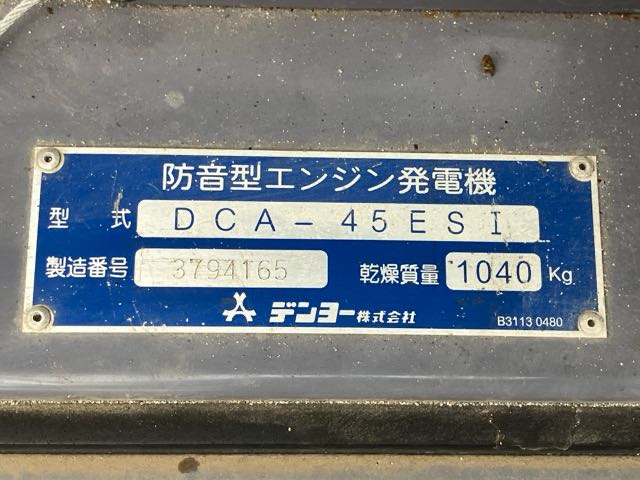 防音型エンジン発電機
型 式 DCA-45ESI
製造番号 3794165 乾燥質量 1040 Kg
デンヨー株式会社
B3113 0480